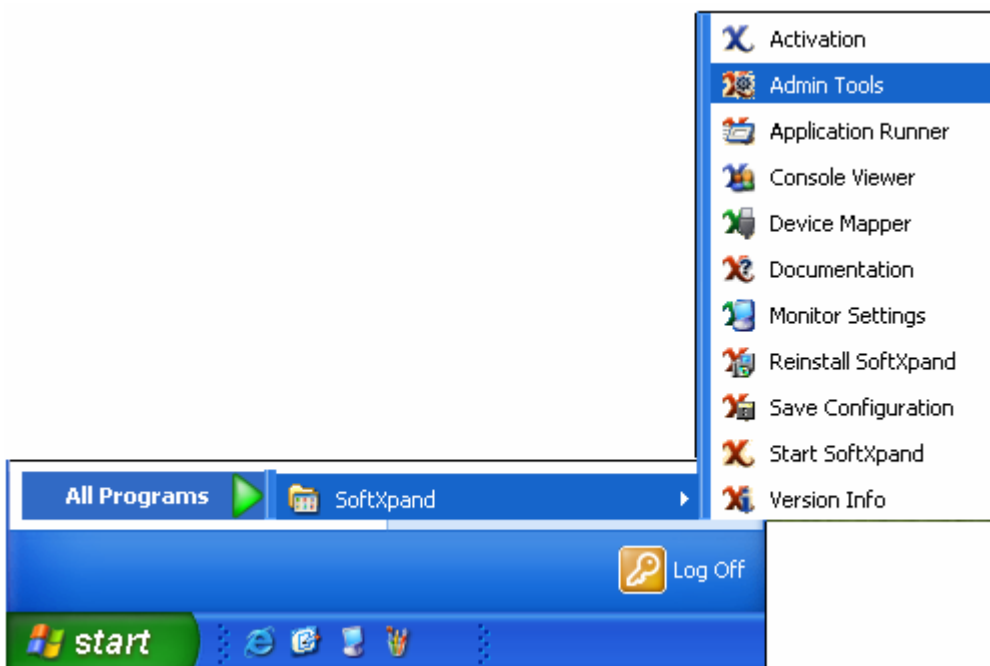 Activation
Admin Tools
Application Runner
Console Viewer
Device Mapper
Documentation
Monitor Settings
Reinstall SoftXpand
Save Configuration
Start SoftXpand
Version Info
All Programs
SoftXpand
Log Off
start